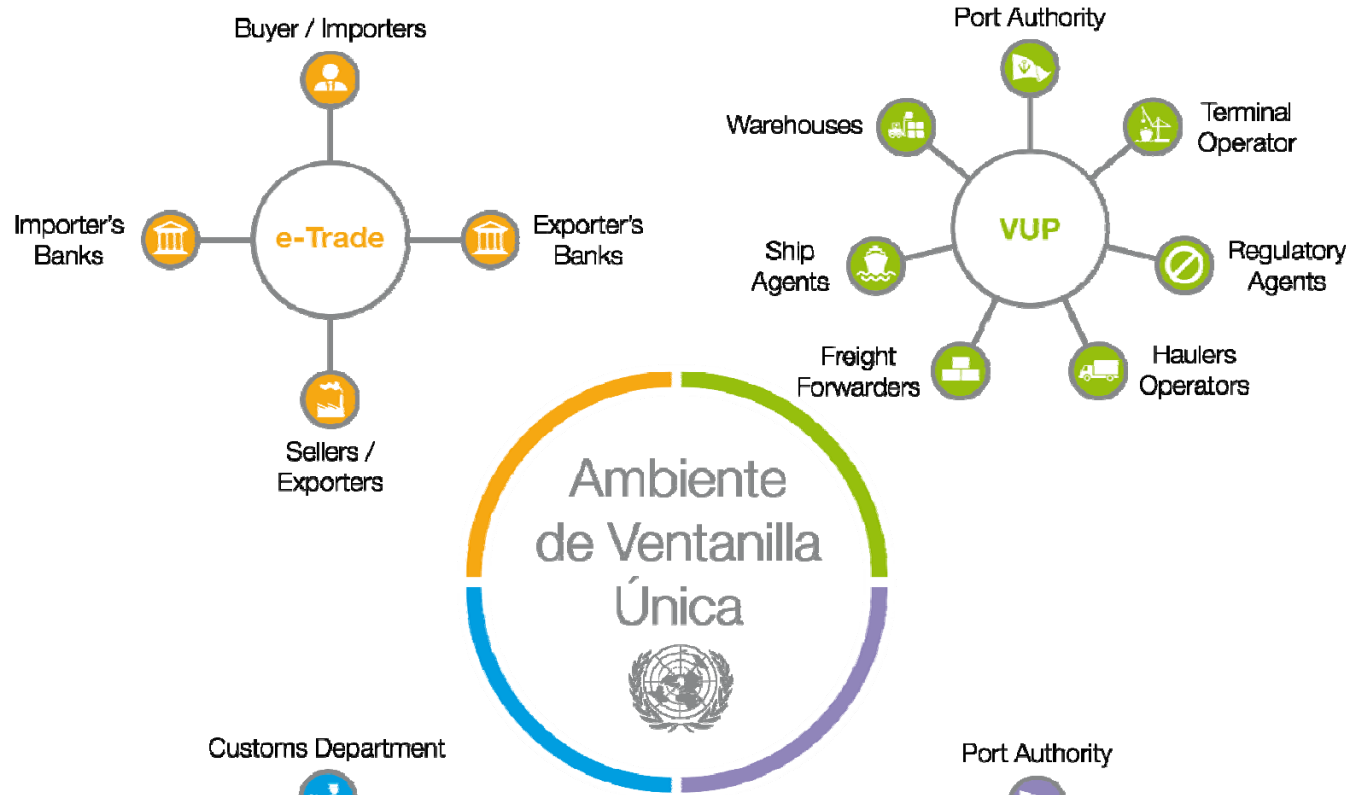 Buyer / Importers
Importer's
Banks
e-Trade
Exporter's
Banks
Sellers /
Exporters
Port Authority
Warehouses
Terminal
Operator
VUP
Ship
Agents
Regulatory
Agents
Freight
Forwarders
Haulers
Operators
Ambiente
de Ventanilla
Única
Customs Department
Port Authority